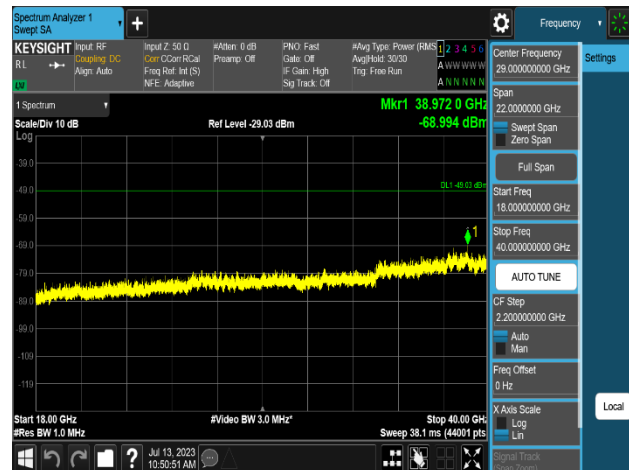 Spectrum Analyzer 1
Swept SA
Frequency
KEYSIGHT
R L
LXI
Input: RF
Coupling: DC
Align: Auto
Input Z: 50 Ω
Corr CCorr RCal
Freq Ref: Int (S)
NFE: Adaptive
#Atten: 0 dB
Preamp: Off
PNO: Fast
Gate: Off
IF Gain: High
Sig Track: Off
#Avg Type: Power (RMS
Avg|Hold: 30/30
Trig: Free Run
1 2 3 4 5 6
A W W W W W
A N N N N N
1 Spectrum
Scale/Div 10 dB
Log
Ref Level -29.03 dBm
Mkr1 38.972 0 GHz
-68.994 dBm
-39.0
-49.0
-59.0
-69.0
-79.0
-89.0
-99.0
-109
-119
DL1 -49.03 dBm
1
Start 18.00 GHz
#Res BW 1.0 MHz
#Video BW 3.0 MHz*
Stop 40.00 GHz
Sweep 38.1 ms (44001 pts
Jul 13, 2023
10:50:51 AM
Center Frequency
29.000000000 GHz
Span
22.0000000 GHz
Swept Span
Zero Span
Full Span
Start Freq
18.000000000 GHz
Stop Freq
40.000000000 GHz
AUTO TUNE
CF Step
2.200000000 GHz
Auto
Man
Freq Offset
0 Hz
X Axis Scale
Log
Lin
Signal Track
(Span Zoom)
Settings
Local